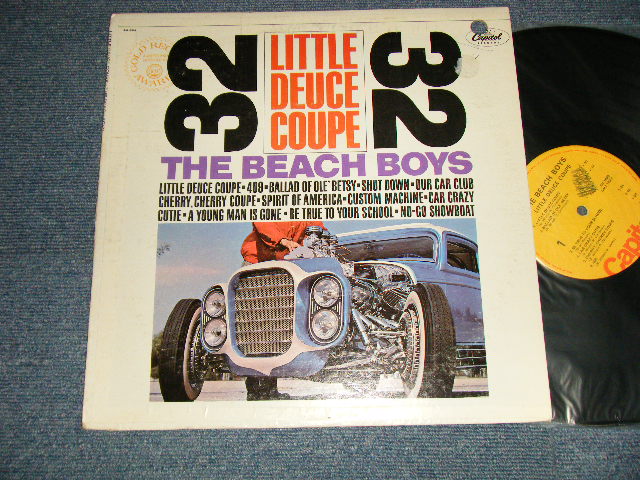 GOLD RECORD AWARD
32
LITTLE
DEUCE
COUPE
32
Capitol
THE BEACH BOYS
LITTLE DEUCE COUPE • 409 • BALLAD OF OLE' BETSY • SHUT DOWN • OUR CAR CLUB
CHERRY, CHERRY COUPE • SPIRIT OF AMERICA • CUSTOM MACHINE • CAR CRAZY
CUTIE • A YOUNG MAN IS GONE • BE TRUE TO YOUR SCHOOL • NO-GO SHOWBOAT
THE BEACH BOYS
LITTLE DEUCE COUPE
1
Capitol